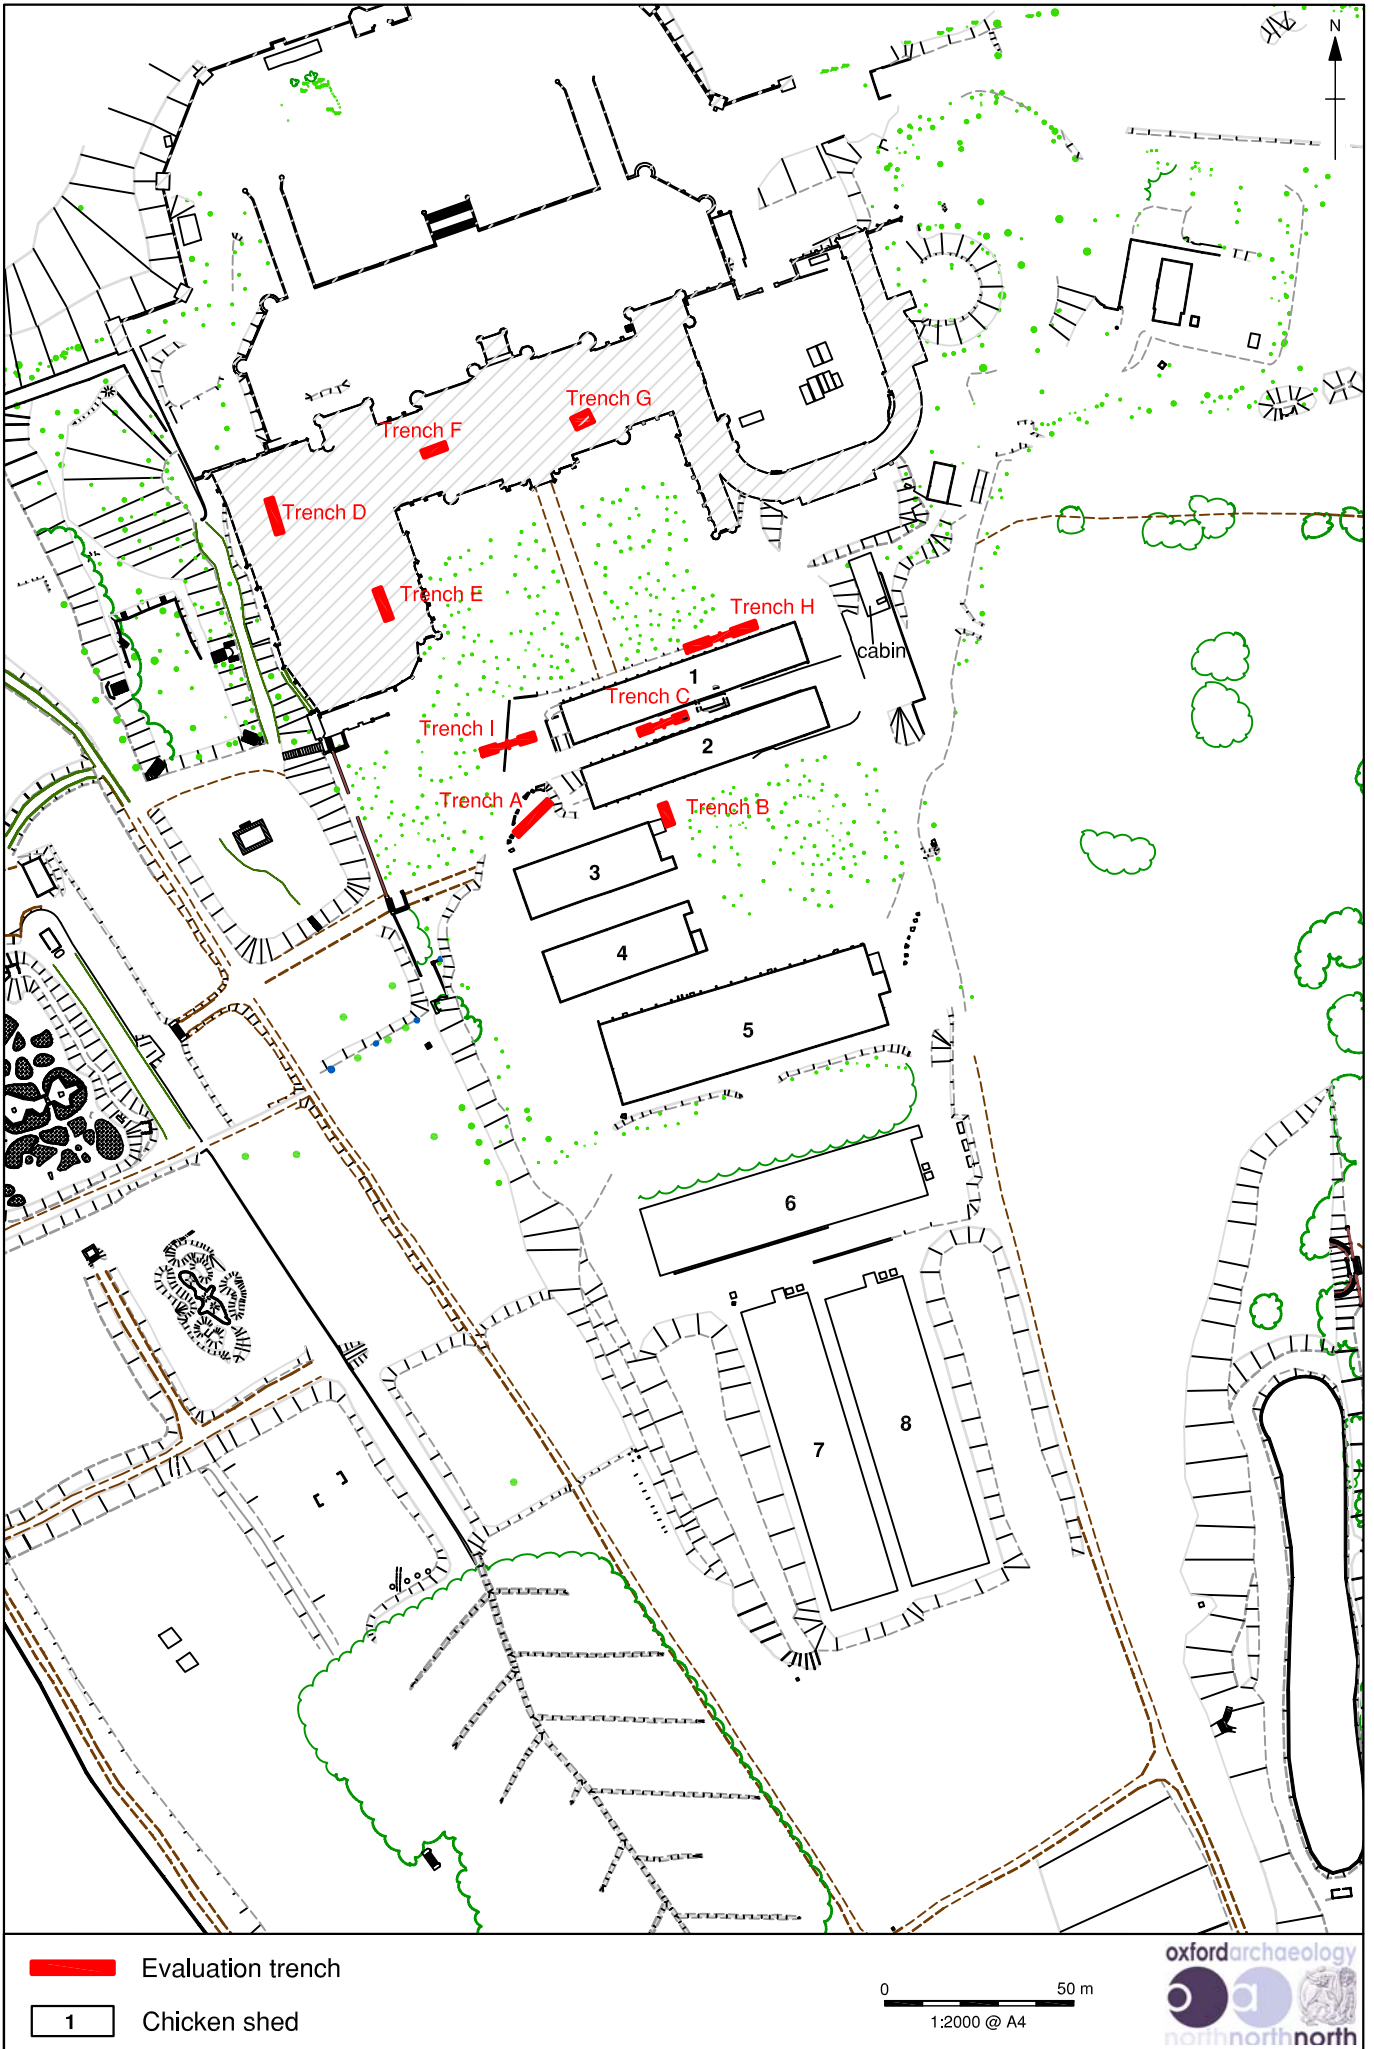 N
Trench G
Trench F
Trench D
Trench E
Trench H
cabin
1
Trench C
Trench I
2
Trench A
Trench B
3
4
5
6
7
8
Evaluation trench
1
Chicken shed
0
50 m
1:2000 @ A4
oxfordarchaeology
oa
northnorthnorth